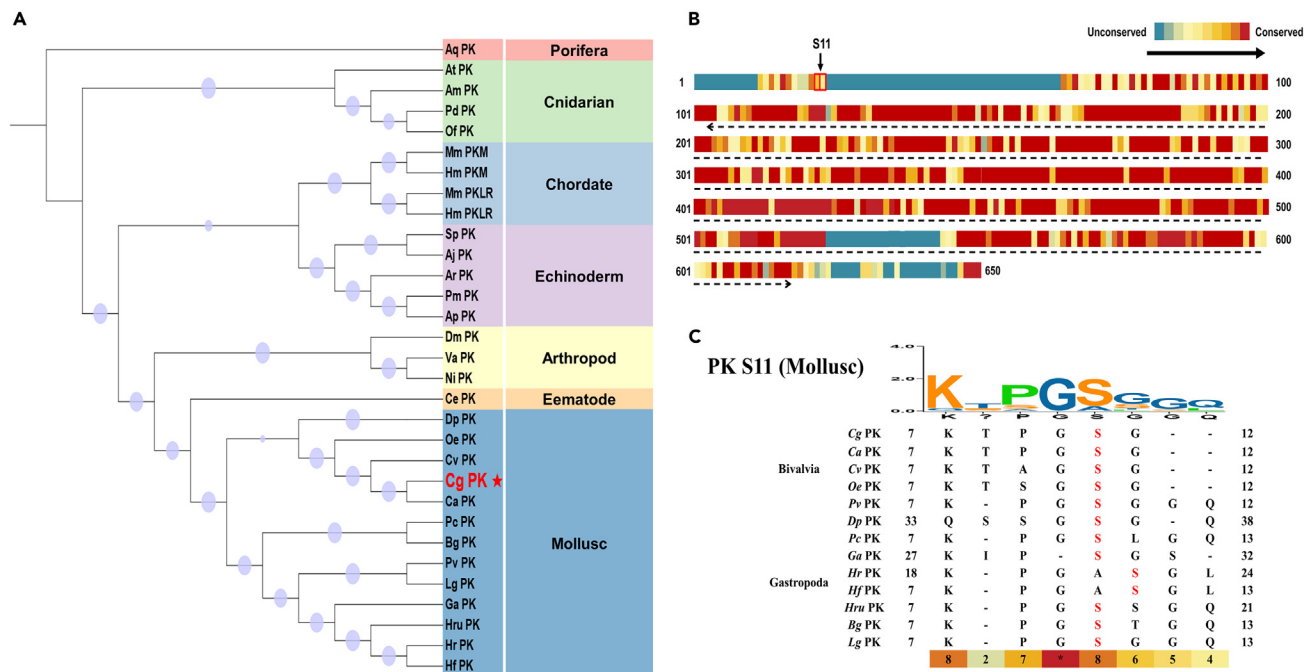 A
Aq PK Porifera
At PK
Am PK
Cnidarian
Pd PK
Of PK
Mm PKM
Hm PKM
Chordate
Mm PKLR
Hm PKLR
Sp PK
Aj PK
Ar PK Echinoderm
Pm PK
Ap PK
Dm PK
Va PK Arthropod
Ni PK
Ce PK Eematode
Dp PK
Oe PK
Cv PK
Cg PK ★
Ca PK
Pc PK
Mollusc
Bg PK
Pv PK
Lg PK
Ga PK
Hru PK
Hr PK
Hf PK
B
Unconserved Conserved
S11
1 100
101 200
201 300
301 400
401 500
501 600
601 650
C
PK S11 (Mollusc)
4.0
2.0
0.0
K ? P G S G G Q
Cg PK 7 K T P G S G - - 12
Ca PK 7 K T P G S G - - 12
Bivalvia
Cv PK 7 K T A G S G - - 12
Oe PK 7 K T S G S G - - 12
Pv PK 7 K - P G S G G Q 12
Dp PK 33 Q S S G S G - Q 38
Pc PK 7 K - P G S L G Q 13
Ga PK 27 K I P - S G S - 32
Gastropoda
Hr PK 18 K - P G A S G L 24
Hf PK 7 K - P G A S G L 13
Hru PK 7 K - P G S S G Q 21
Bg PK 7 K - P G S T G Q 13
Lg PK 7 K - P G S G G Q 13
8 2 7 * 8 6 5 4